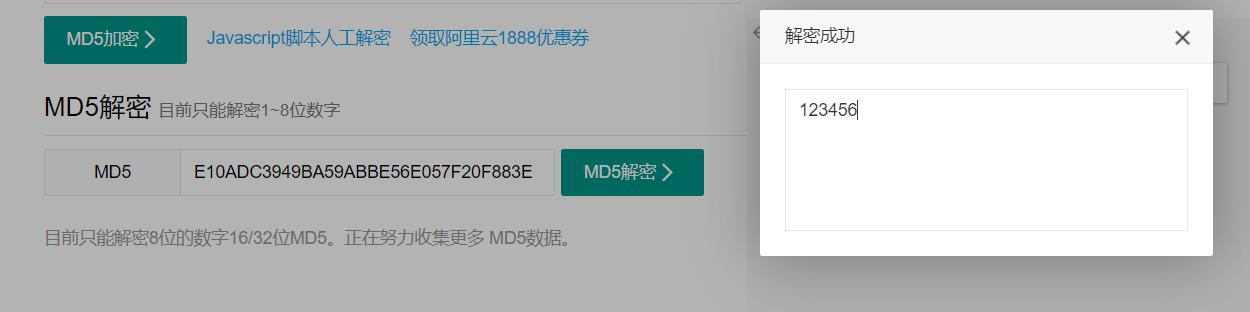 MD5加密
Javascript脚本人工解密 领取阿里云1888优惠券
MD5解密 目前只能解密1~8位数字
MD5 E10ADC3949BA59ABBE56E057F20F883E MD5解密
目前只能解密8位的数字16/32位MD5。正在努力收集更多 MD5数据。
解密成功
123456